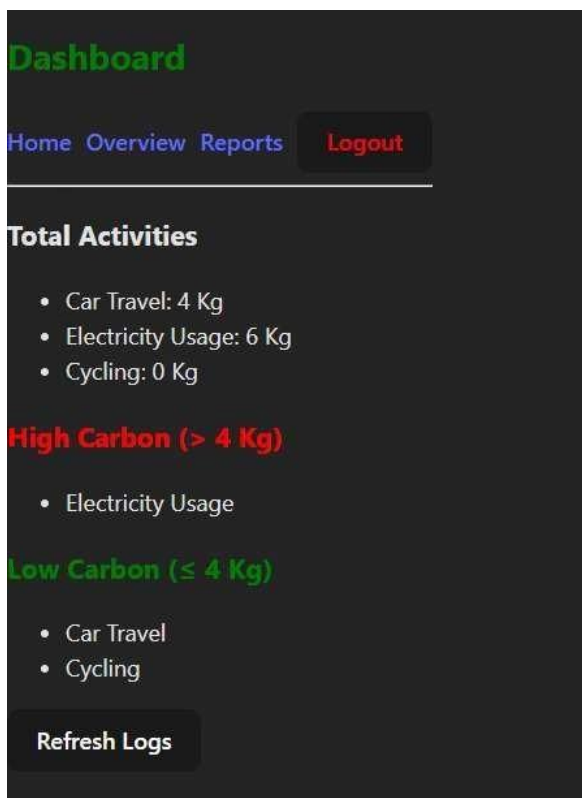 Dashboard
Home Overview Reports Logout
Total Activities
Car Travel: 4 Kg
Electricity Usage: 6 Kg
Cycling: 0 Kg
High Carbon (> 4 Kg)
Electricity Usage
Low Carbon (≤ 4 Kg)
Car Travel
Cycling
Refresh Logs